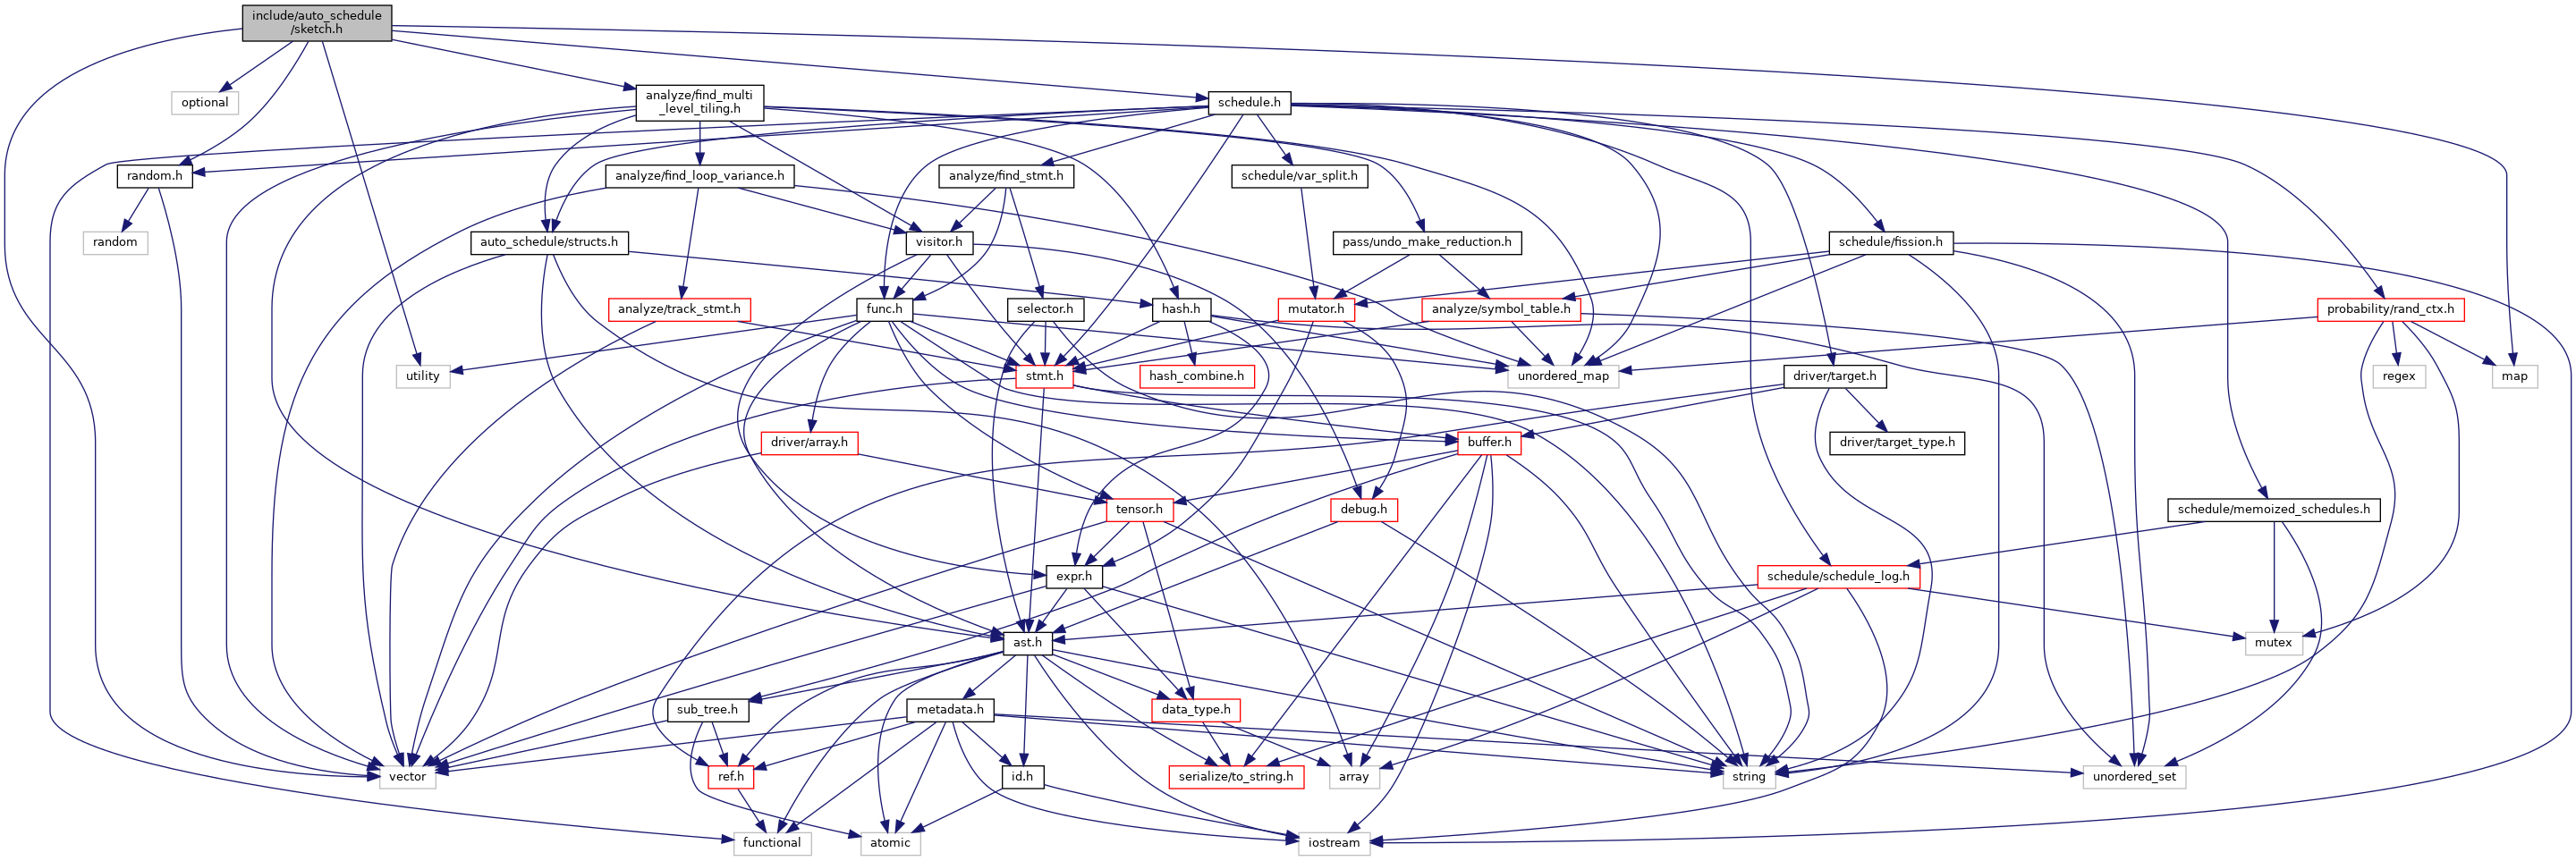 include/auto_schedule
/sketch.h
optional
analyze/find_multi
_level_tiling.h
schedule.h
random.h
analyze/find_loop_variance.h
analyze/find_stmt.h
schedule/var_split.h
random
auto_schedule/structs.h
visitor.h
pass/undo_make_reduction.h
schedule/fission.h
analyze/track_stmt.h
func.h
selector.h
hash.h
mutator.h
analyze/symbol_table.h
probability/rand_ctx.h
utility
stmt.h
hash_combine.h
unordered_map
driver/target.h
regex
map
driver/array.h
buffer.h
driver/target_type.h
tensor.h
debug.h
schedule/memoized_schedules.h
expr.h
schedule/schedule_log.h
ast.h
mutex
sub_tree.h
metadata.h
data_type.h
vector
ref.h
id.h
serialize/to_string.h
array
string
unordered_set
functional
atomic
iostream